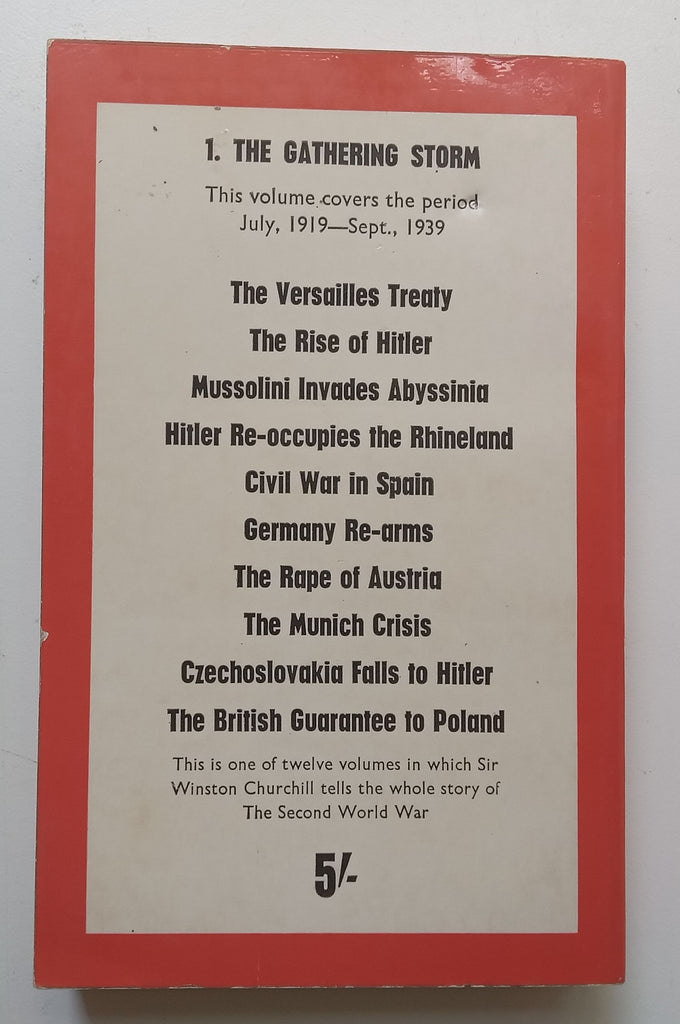 1. THE GATHERING STORM
This volume covers the period
July, 1919—Sept., 1939
The Versailles Treaty
The Rise of Hitler
Mussolini Invades Abyssinia
Hitler Re-occupies the Rhineland
Civil War in Spain
Germany Re-arms
The Rape of Austria
The Munich Crisis
Czechoslovakia Falls to Hitler
The British Guarantee to Poland
This is one of twelve volumes in which Sir
Winston Churchill tells the whole story of
The Second World War
5/-